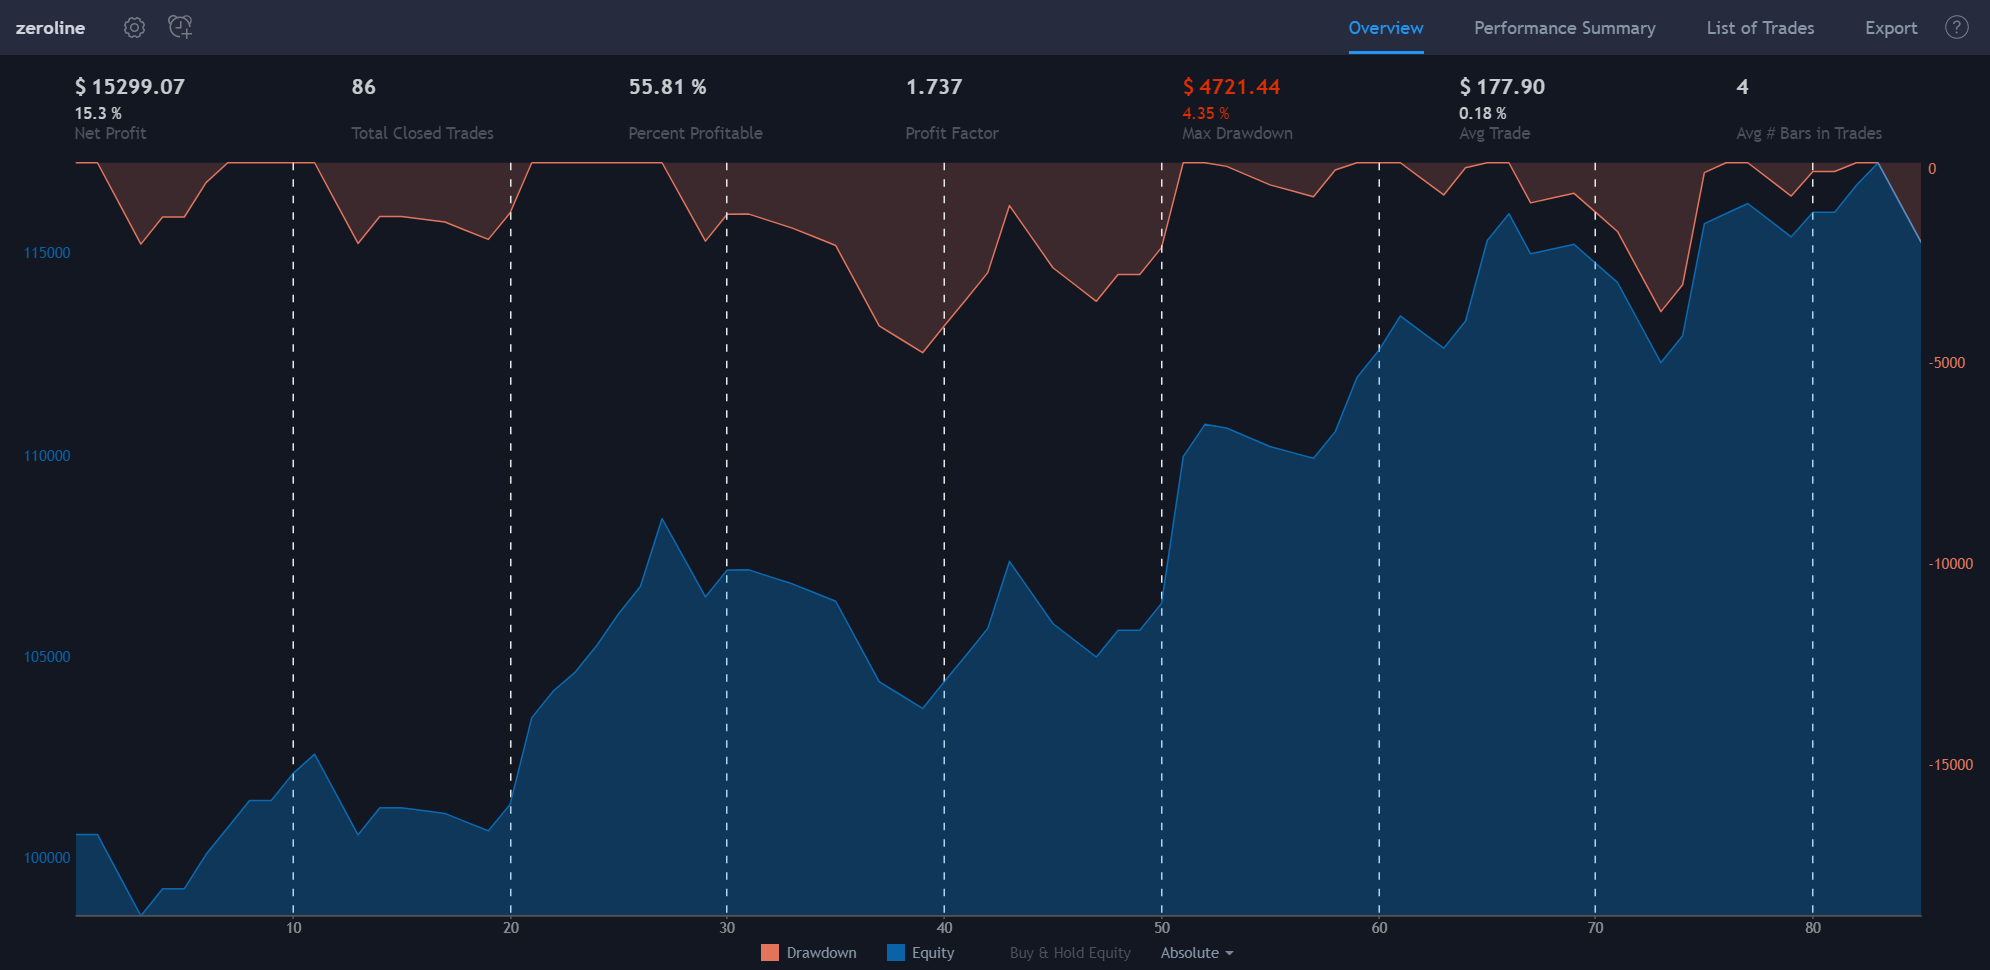 zeroline
Overview Performance Summary List of Trades Export ?
$ 15299.07 86 55.81 % 1.737 $ 4721.44 $ 177.90 4
15.3 % 4.35 % 0.18 %
Net Profit Total Closed Trades Percent Profitable Profit Factor Max Drawdown Avg Trade Avg # Bars in Trades
0
115000
-5000
110000
-10000
105000
-15000
100000
10 20 30 40 50 60 70 80
Drawdown Equity Buy & Hold Equity Absolute